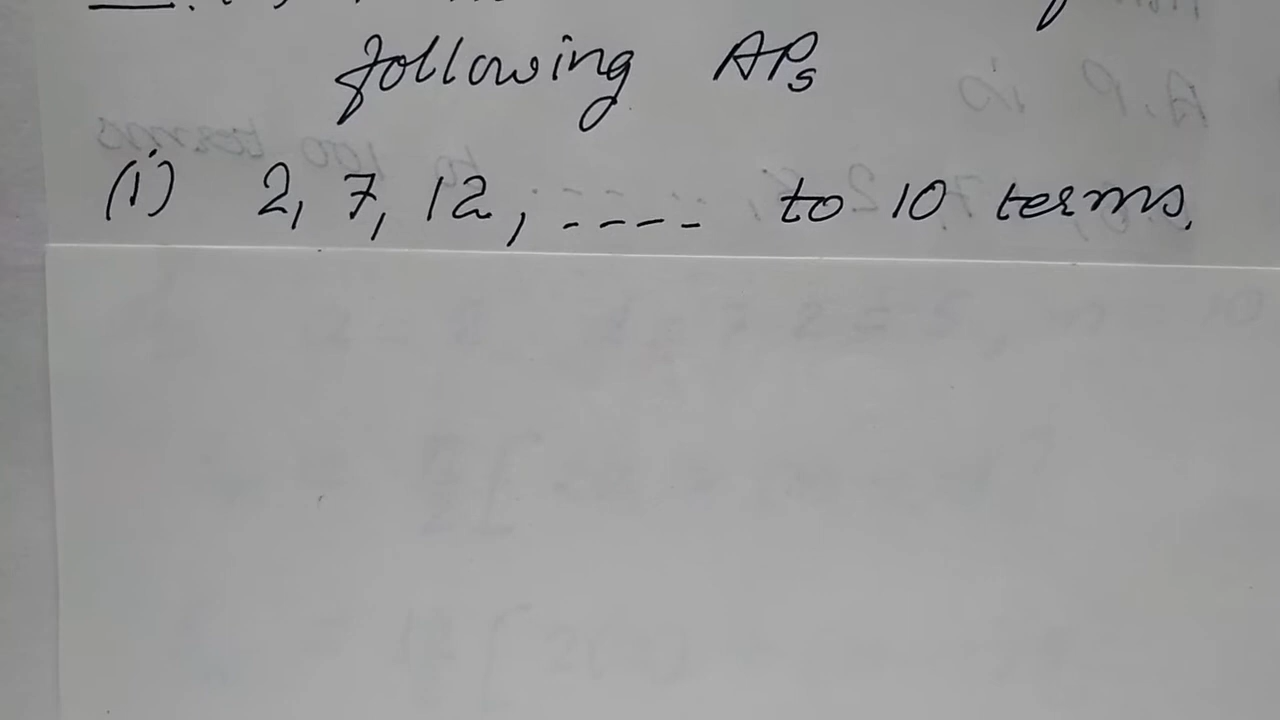 following APs
(i) 2, 7, 12, ---- to 10 terms.